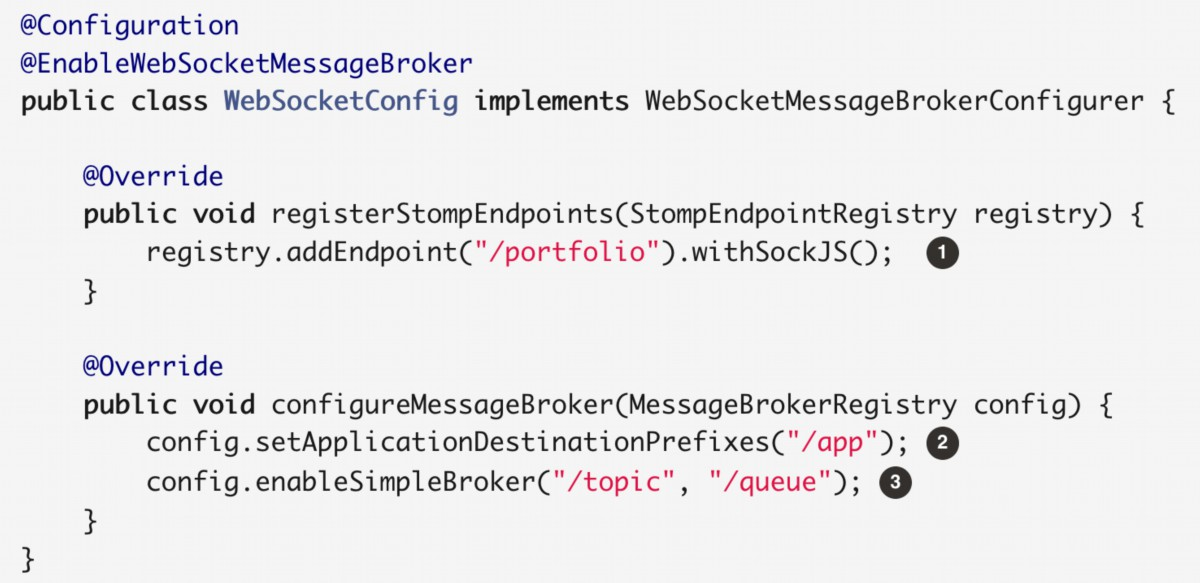 @Configuration
@EnableWebSocketMessageBroker
public class WebSocketConfig implements WebSocketMessageBrokerConfigurer {
@Override
public void registerStompEndpoints(StompEndpointRegistry registry) {
registry.addEndpoint("/portfolio").withSockJS(); 1
}
@Override
public void configureMessageBroker(MessageBrokerRegistry config) {
config.setApplicationDestinationPrefixes("/app"); 2
config.enableSimpleBroker("/topic", "/queue"); 3
}
}